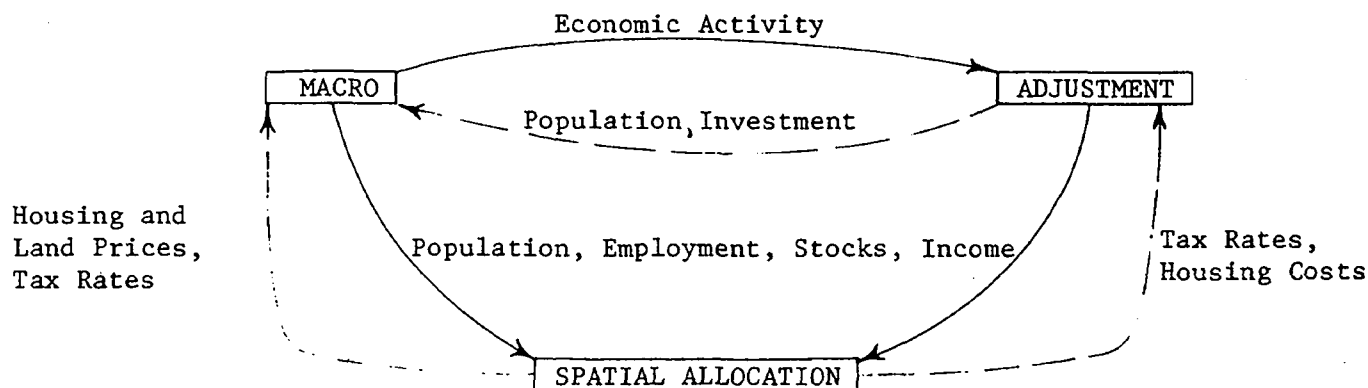 Economic Activity
MACRO
ADJUSTMENT
Population, Investment
Housing and
Land Prices,
Tax Rates
Population, Employment, Stocks, Income
Tax Rates,
Housing Costs
SPATIAL ALLOCATION